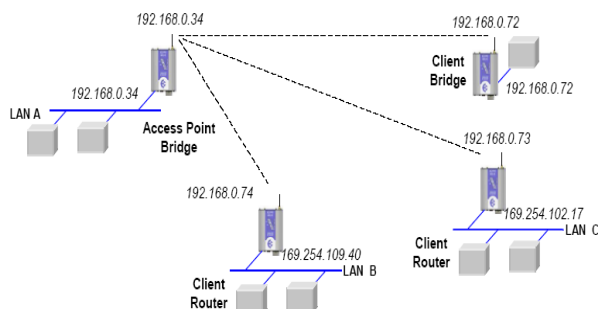 192.168.0.34
192.168.0.72
Client
Bridge
192.168.0.34
192.168.0.72
LAN A
Access Point
Bridge
192.168.0.73
192.168.0.74
169.254.102.17
LAN C
169.254.109.40
LAN B
Client
Router
Client
Router